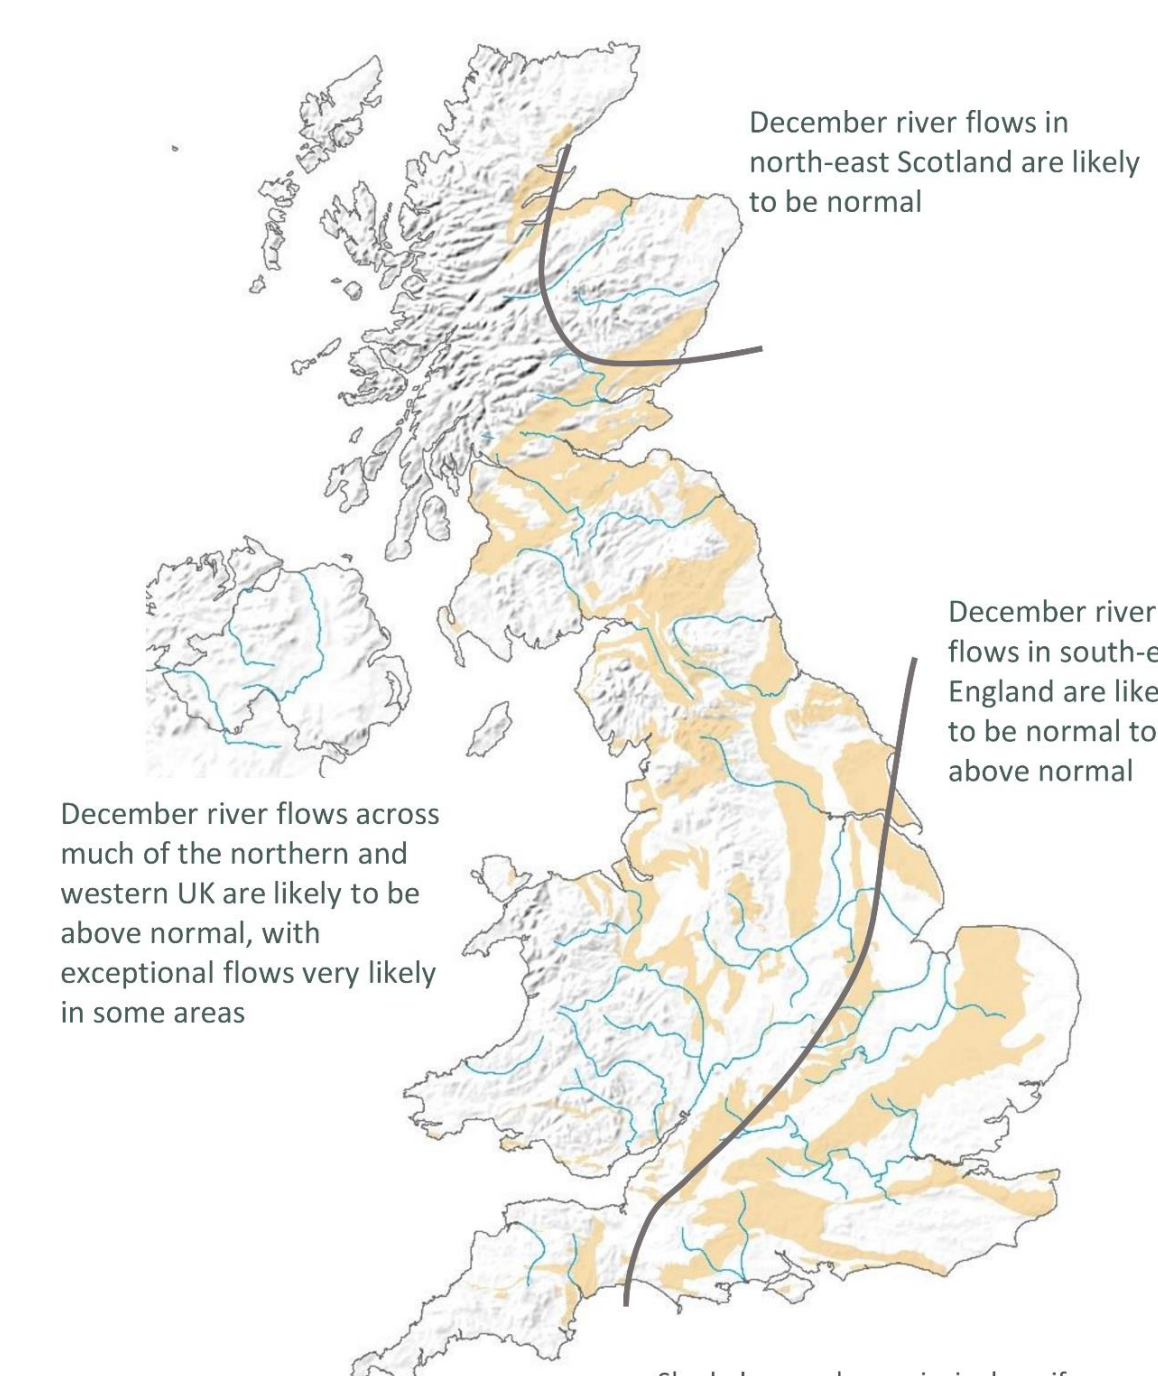 December river flows in
north-east Scotland are likely
to be normal
December river
flows in south-e
England are like
to be normal to
above normal
December river flows across
much of the northern and
western UK are likely to be
above normal, with
exceptional flows very likely
in some areas